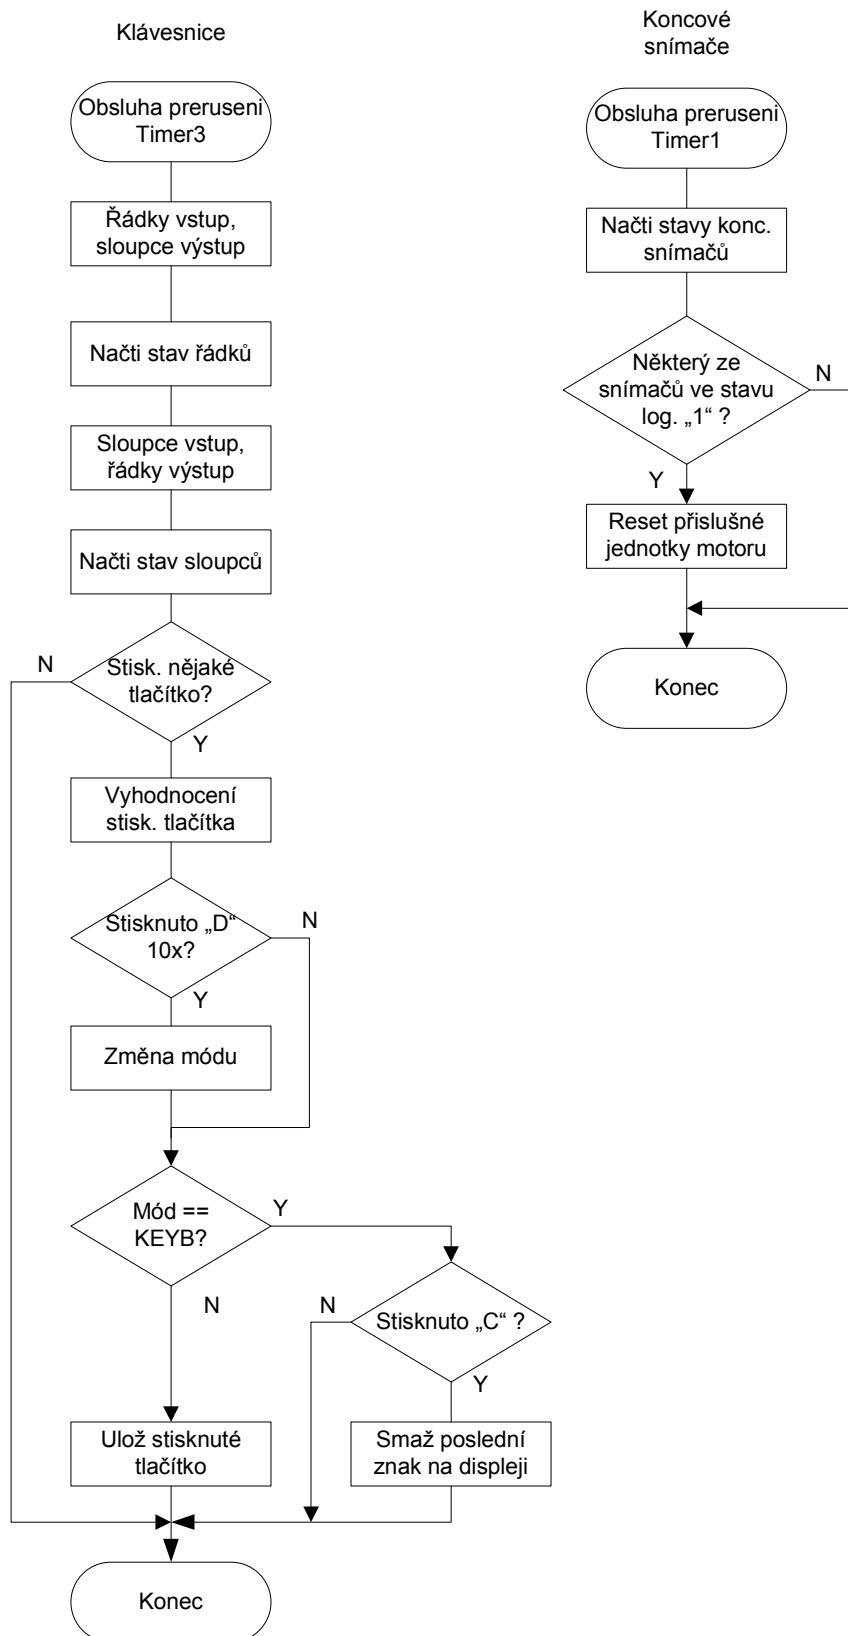 Klávesnice
Obsluha preruseni
Timer3
Řádky vstup,
sloupce výstup
Načti stav řádků
Sloupce vstup,
řádky výstup
Načti stav sloupců
N
Stisk. nějaké
tlačítko?
Y
Vyhodnocení
stisk. tlačítka
Stisknuto „D“
10x?
N
Y
Změna módu
Mód ==
KEYB?
Y
N
N
Stisknuto „C“ ?
Y
Ulož stisknuté
tlačítko
Smaž poslední
znak na displeji
Konec
Koncové
snímače
Obsluha preruseni
Timer1
Načti stavy konc.
snímačů
Některý ze
snímačů ve stavu
log. „1“ ?
N
Y
Reset přislušné
jednotky motoru
Konec